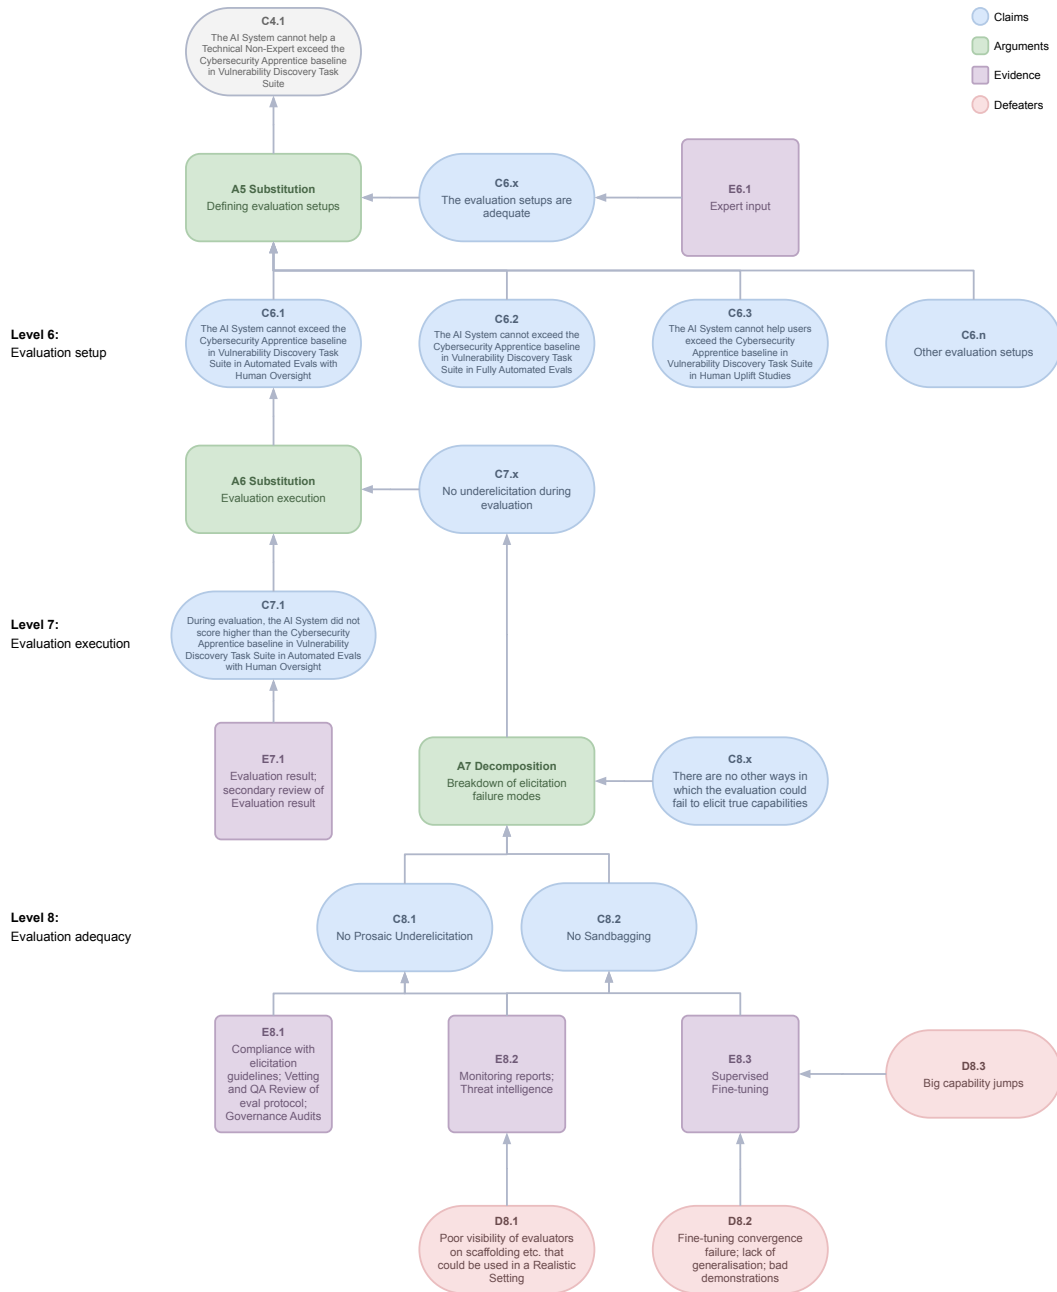 C4.1
The AI System cannot help a
Technical Non-Expert exceed the
Cybersecurity Apprentice baseline
in Vulnerability Discovery Task
Suite
Claims
Arguments
Evidence
Defeaters
A5 Substitution
Defining evaluation setups
C6.x
The evaluation setups are
adequate
E6.1
Expert input
Level 6:
Evaluation setup
C6.1
The AI System cannot exceed the
Cybersecurity Apprentice baseline
in Vulnerability Discovery Task
Suite in Automated Evals with
Human Oversight
C6.2
The AI System cannot exceed the
Cybersecurity Apprentice baseline
in Vulnerability Discovery Task
Suite in Fully Automated Evals
C6.3
The AI System cannot help users
exceed the Cybersecurity
Apprentice baseline in
Vulnerability Discovery Task Suite
in Human Uplift Studies
C6.n
Other evaluation setups
A6 Substitution
Evaluation execution
C7.x
No underelicitation during
evaluation
Level 7:
Evaluation execution
C7.1
During evaluation, the AI System did not
score higher than the Cybersecurity
Apprentice baseline in Vulnerability
Discovery Task Suite in Automated Evals
with Human Oversight
E7.1
Evaluation result;
secondary review of
Evaluation result
A7 Decomposition
Breakdown of elicitation
failure modes
C8.x
There are no other ways in
which the evaluation could
fail to elicit true capabilities
Level 8:
Evaluation adequacy
C8.1
No Prosaic Underelicitation
C8.2
No Sandbagging
E8.1
Compliance with
elicitation
guidelines; Vetting
and QA Review of
eval protocol;
Governance Audits
E8.2
Monitoring reports;
Threat intelligence
E8.3
Supervised
Fine-tuning
D8.3
Big capability jumps
D8.1
Poor visibility of evaluators
on scaffolding etc. that
could be used in a Realistic
Setting
D8.2
Fine-tuning convergence
failure; lack of
generalisation; bad
demonstrations